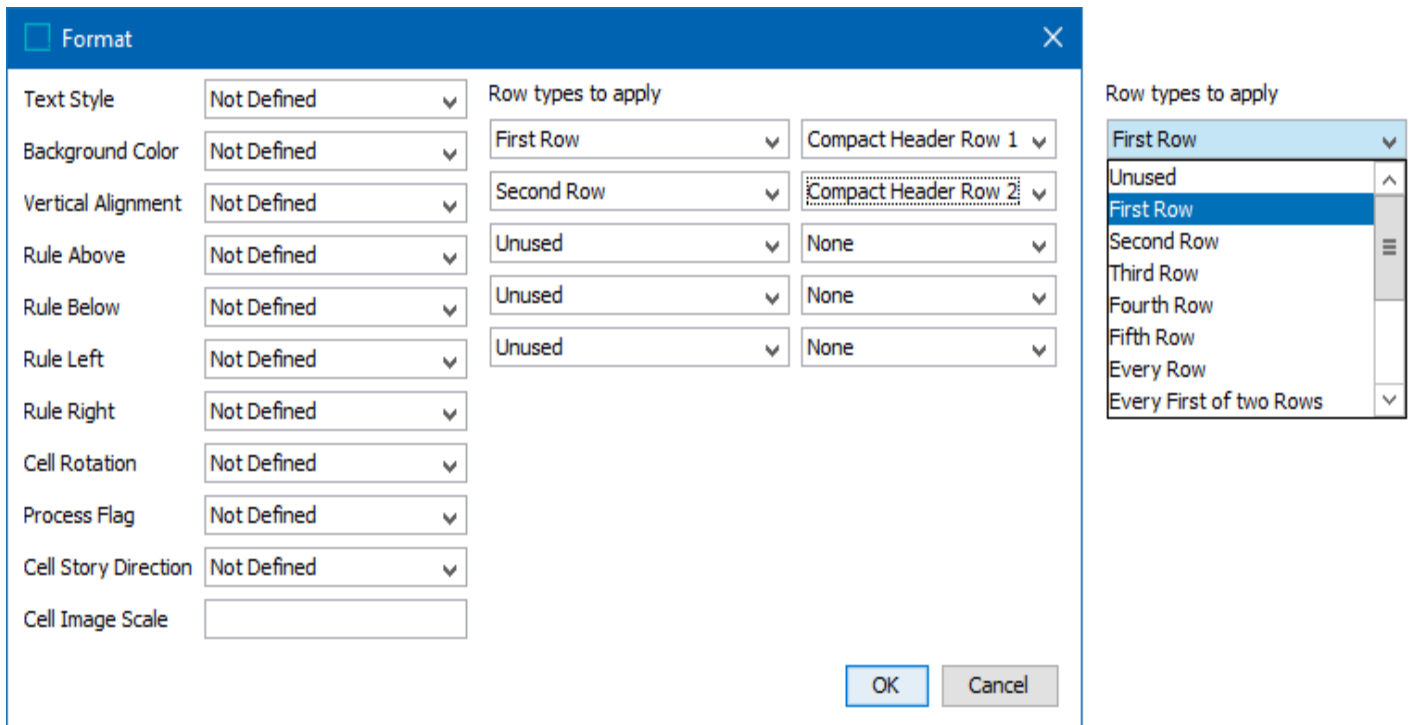 Format
Text Style Not Defined
Background Color Not Defined
Vertical Alignment Not Defined
Rule Above Not Defined
Rule Below Not Defined
Rule Left Not Defined
Rule Right Not Defined
Cell Rotation Not Defined
Process Flag Not Defined
Cell Story Direction Not Defined
Cell Image Scale
Row types to apply
First Row Compact Header Row 1
Second Row Compact Header Row 2
Unused None
Unused None
Unused None
OK Cancel
Row types to apply
First Row
Unused
First Row
Second Row
Third Row
Fourth Row
Fifth Row
Every Row
Every First of two Rows